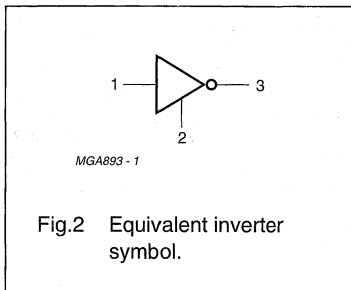 1
3
2
MGA893 - 1
Fig.2 Equivalent inverter
symbol.